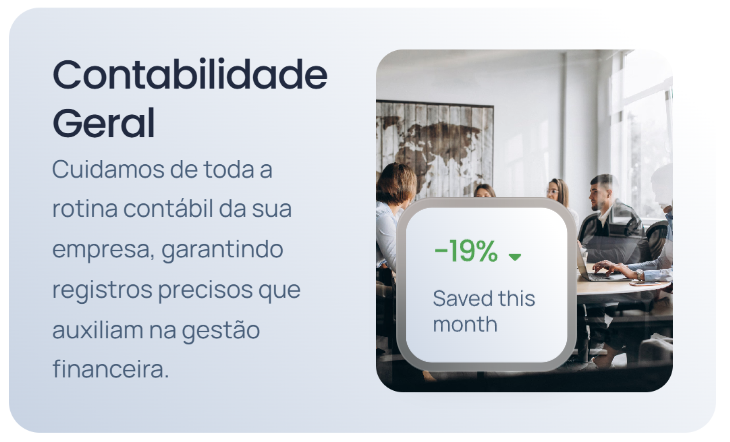 Contabilidade
Geral
Cuidamos de toda a
rotina contábil da sua
empresa, garantindo
registros precisos que
auxiliam na gestão
financeira.
-19%
Saved this
month